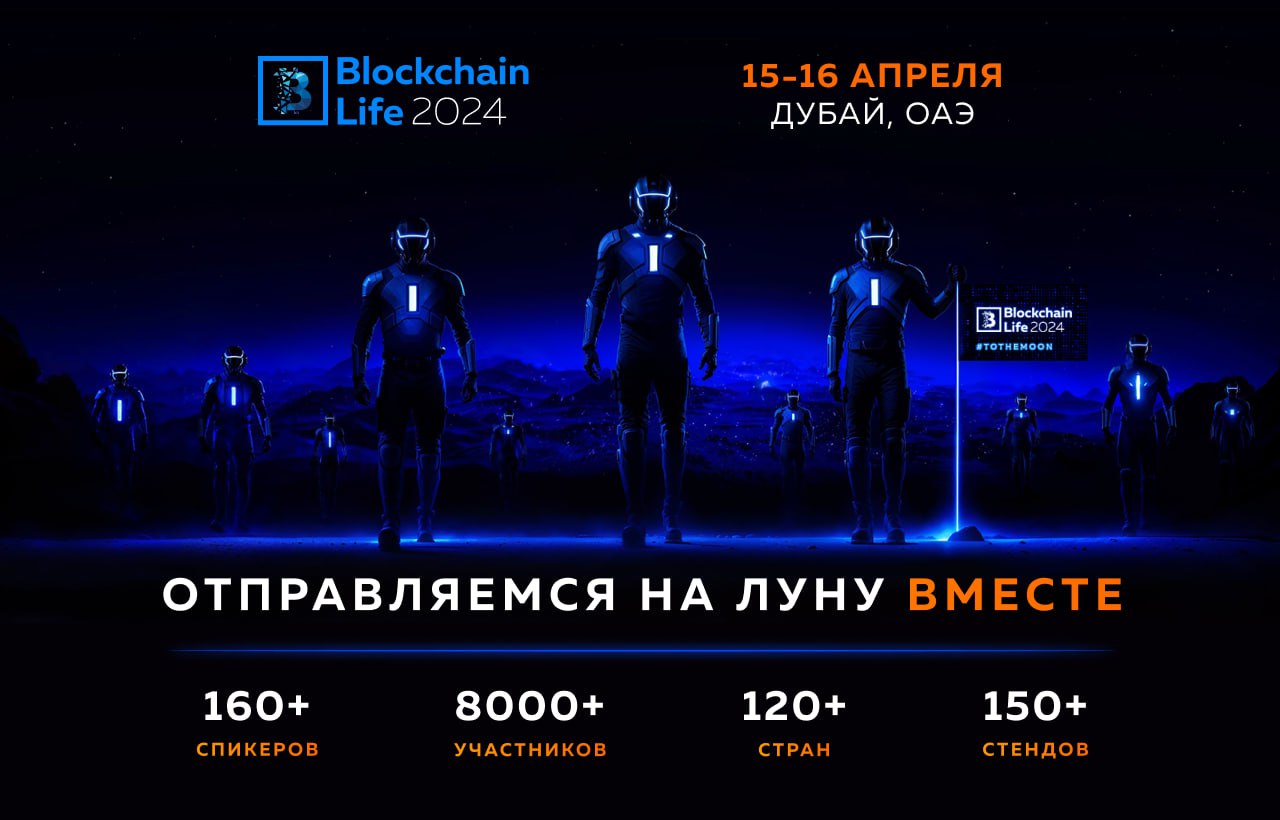 Blockchain
Life 2024
15-16 АПРЕЛЯ
ДУБАЙ, ОАЭ
Blockchain
Life 2024
#TOTHEMOON
ОТПРАВЛЯЕМСЯ НА ЛУНУ ВМЕСТЕ
160+
СПИКЕРОВ
8000+
УЧАСТНИКОВ
120+
СТРАН
150+
СТЕНДОВ